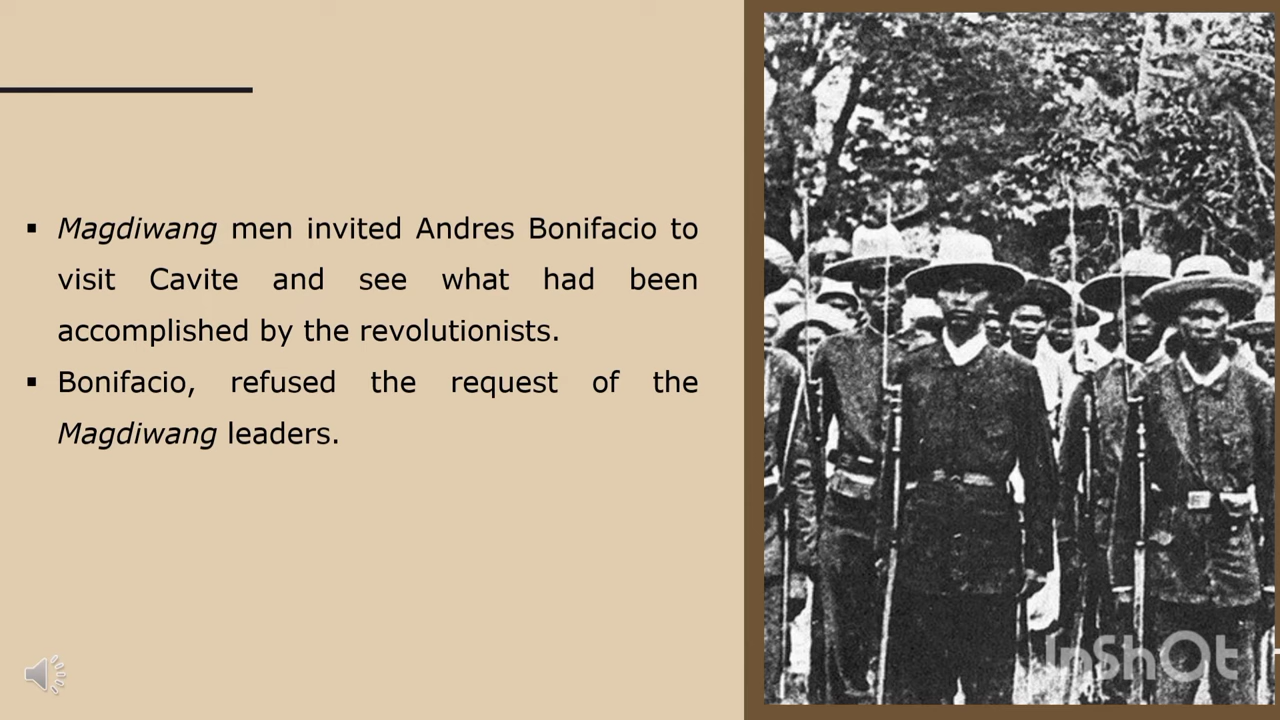 ▪ Magdiwang men invited Andres Bonifacio to
visit Cavite and see what had been
accomplished by the revolutionists.
▪ Bonifacio, refused the request of the
Magdiwang leaders.
InShOt